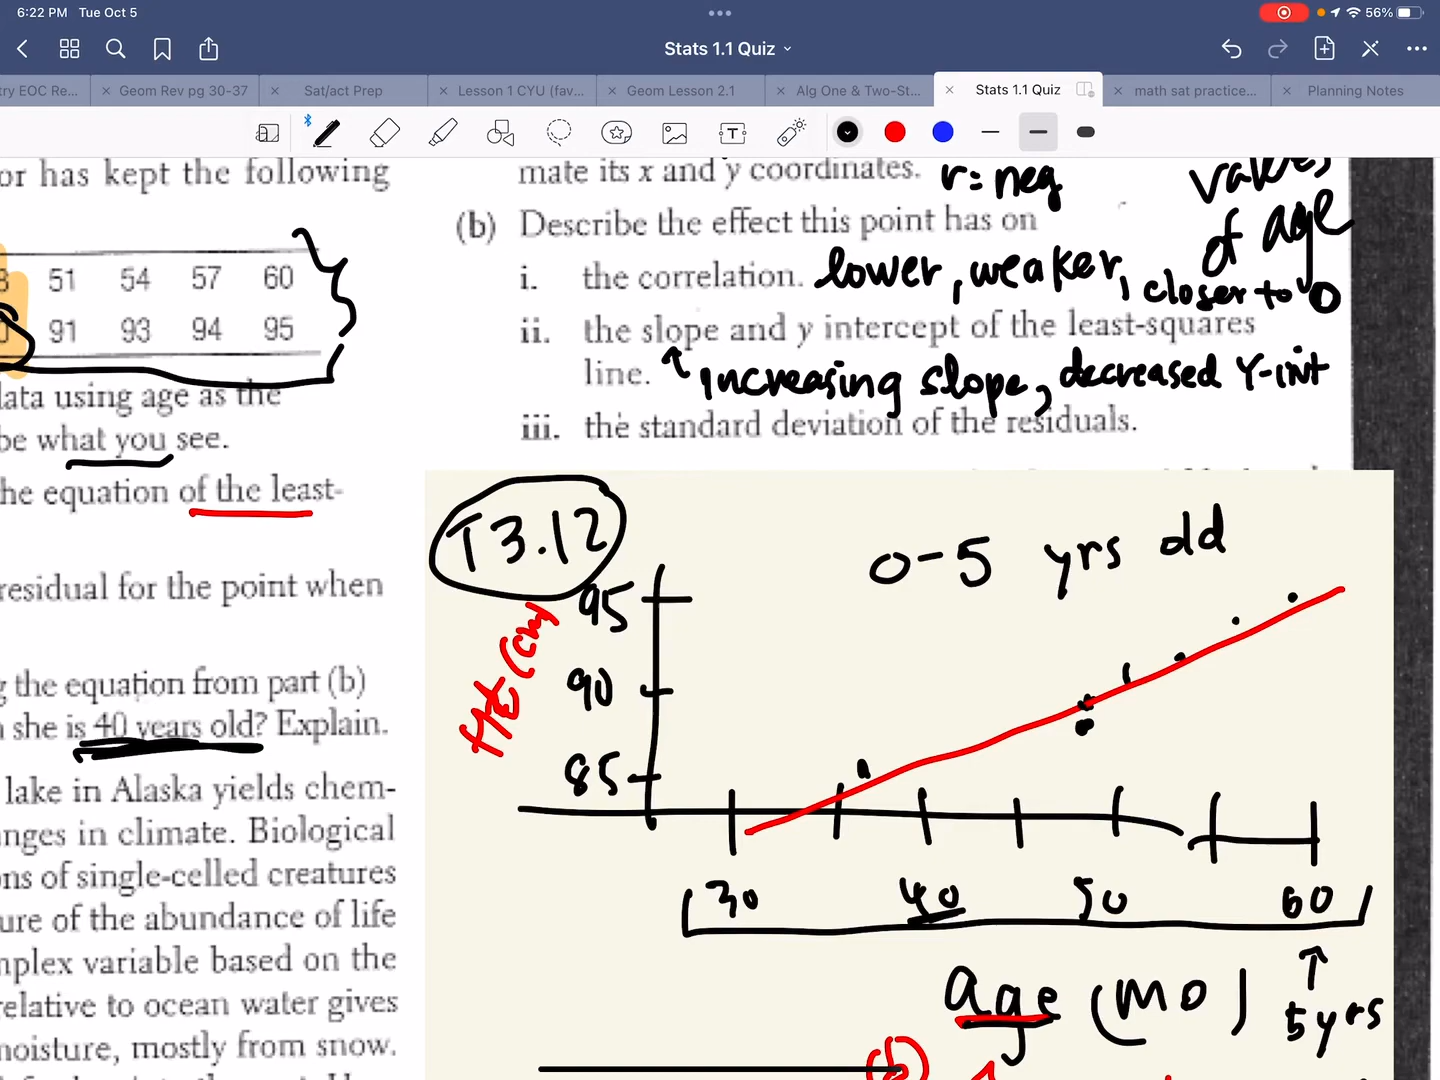 6:22 PM Tue Oct 5
56%
Stats 1.1 Quiz
try EOC Re...
Geom Rev pg 30-37
Sat/act Prep
Lesson 1 CYU (fav...
Geom Lesson 2.1
Alg One & Two-St...
Stats 1.1 Quiz
math sat practice...
Planning Notes
or has kept the following
51 54 57 60
91 93 94 95
data using age as the
be what you see.
he equation of the least-
residual for the point when
g the equation from part (b)
she is 40 years old? Explain.
lake in Alaska yields chem-
nges in climate. Biological
ns of single-celled creatures
ure of the abundance of life
mplex variable based on the
relative to ocean water gives
moisture, mostly from snow.
mate its x and y coordinates. r = neg
values
of age
(b) Describe the effect this point has on
i. the correlation. lower, weaker, closer to 0
ii. the slope and y intercept of the least-squares
line. ↑ increasing slope, decreased Y-int
iii. the standard deviation of the residuals.
T3.12
0-5 yrs old
Ht (cm)
95
90
85
30 40 50 60
age (mo)
↑
5yrs
(b)